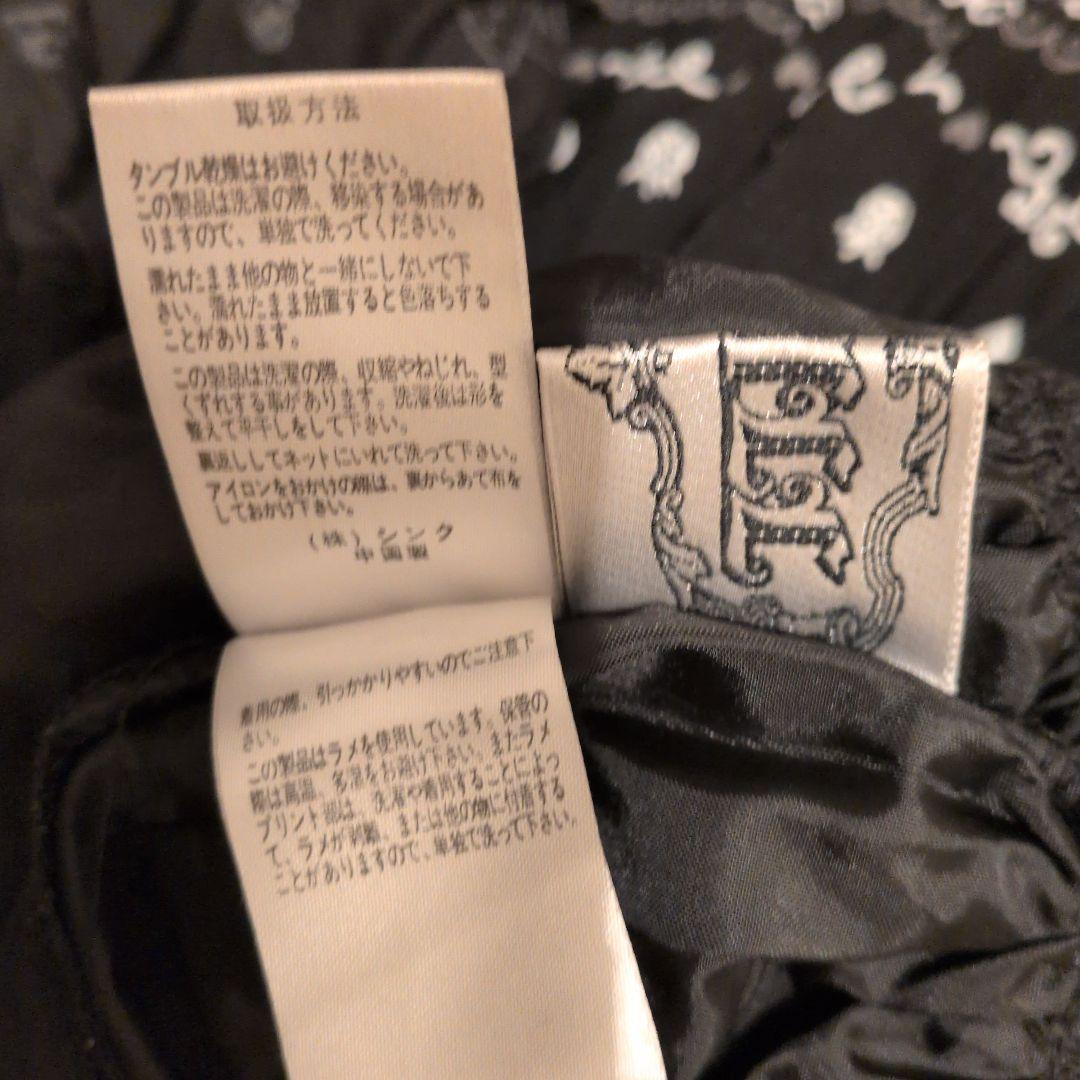 取扱方法
タンブル乾燥はお避けください。
この製品は洗濯の際、移染する場合があ
りますので、単独で洗ってください。
濡れたまま他の物と一緒にしないで下
さい。濡れたまま放置すると色落ちする
ことがあります。
この製品は洗濯の際、収縮やねじれ、型
くずれする事があります。洗濯後は形を
整えて平干しをして下さい。
裏返ししてネットにいれて洗って下さい。
アイロンをおかけの際は、裏からあて布を
しておかけ下さい。
(株)シンク
中国製
着用の際、引っかかりやすいのでご注意下
さい。
この製品はラメを使用しています。保管の
際は高温、多湿をお避け下さい。またラメ
プリント部は、洗濯や着用することによっ
て、ラメが剥離、または他の物に付着する
ことがありますので、単独で洗って下さい。